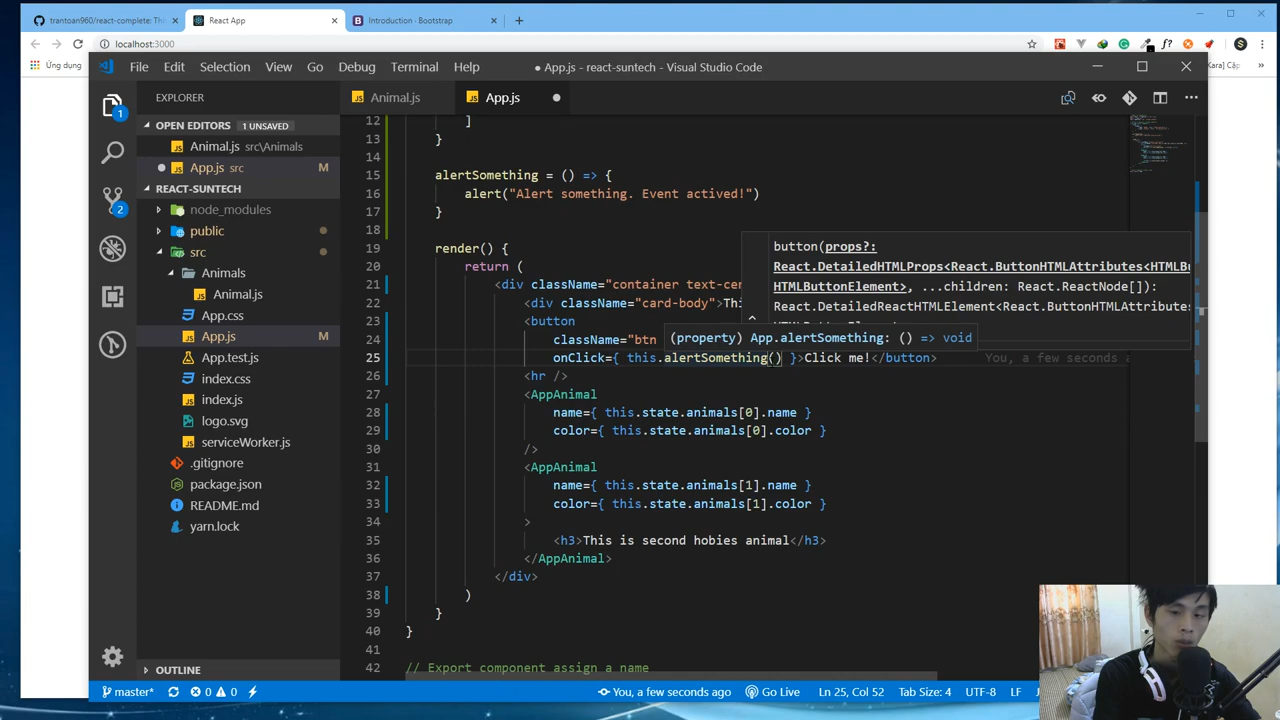 trantoan960/react-complete: Thi
React App
Introduction · Bootstrap
localhost:3000
Ứng dụng
Kara] Cặp
File Edit Selection View Go Debug Terminal Help
● App.js - react-suntech - Visual Studio Code
EXPLORER
Animal.js
App.js
OPEN EDITORS 1 UNSAVED
Animal.js src\Animals
App.js src M
REACT-SUNTECH
node_modules
public
src
Animals
Animal.js
App.css
App.js M
App.test.js
index.css
index.js
logo.svg
serviceWorker.js
.gitignore
package.json
README.md
yarn.lock
OUTLINE
1
2
12 ]
13 }
14
15 alertSomething = () => {
16 alert("Alert something. Event actived!")
17 }
18
19 render() {
20 return (
21 <div className="container text-cen
22 <div className="card-body">Thi
23 <button
24 className="btn
25 onClick={ this.alertSomething() }>Click me!</button> You, a few seconds a
26 <hr />
27 <AppAnimal
28 name={ this.state.animals[0].name }
29 color={ this.state.animals[0].color }
30 />
31 <AppAnimal
32 name={ this.state.animals[1].name }
33 color={ this.state.animals[1].color }
34 >
35 <h3>This is second hobies animal</h3>
36 </AppAnimal>
37 </div>
38 )
39 }
40 }
41
42 // Export component assign a name
button(props?:
React.DetailedHTMLProps<React.ButtonHTMLAttributes<HTMLBu
HTMLButtonElement>, ...children: React.ReactNode[]):
React.DetailedReactHTMLElement<React.ButtonHTMLAttributes
(property) App.alertSomething: () => void
master* 0 0 You, a few seconds ago Go Live Ln 25, Col 52 Tab Size: 4 UTF-8 LF